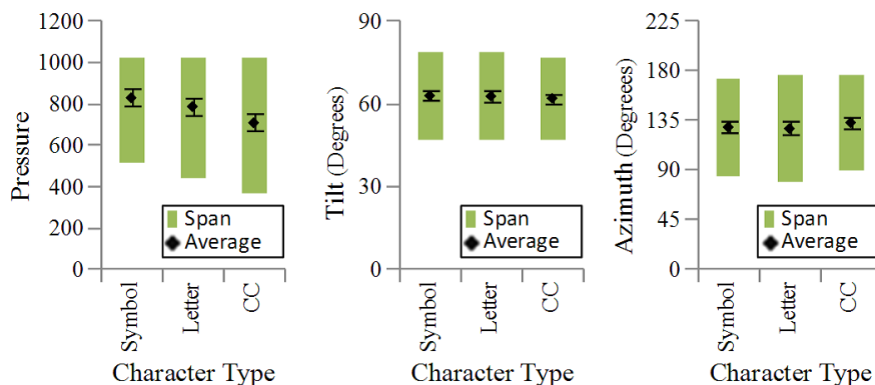 Pressure
1200
1000
800
600
400
200
0
Span
Average
Symbol
Letter
CC
Character Type
Tilt (Degrees)
90
60
30
0
Span
Average
Symbol
Letter
CC
Character Type
Azimuth (Degreees)
225
180
135
90
45
0
Span
Average
Symbol
Letter
CC
Character Type